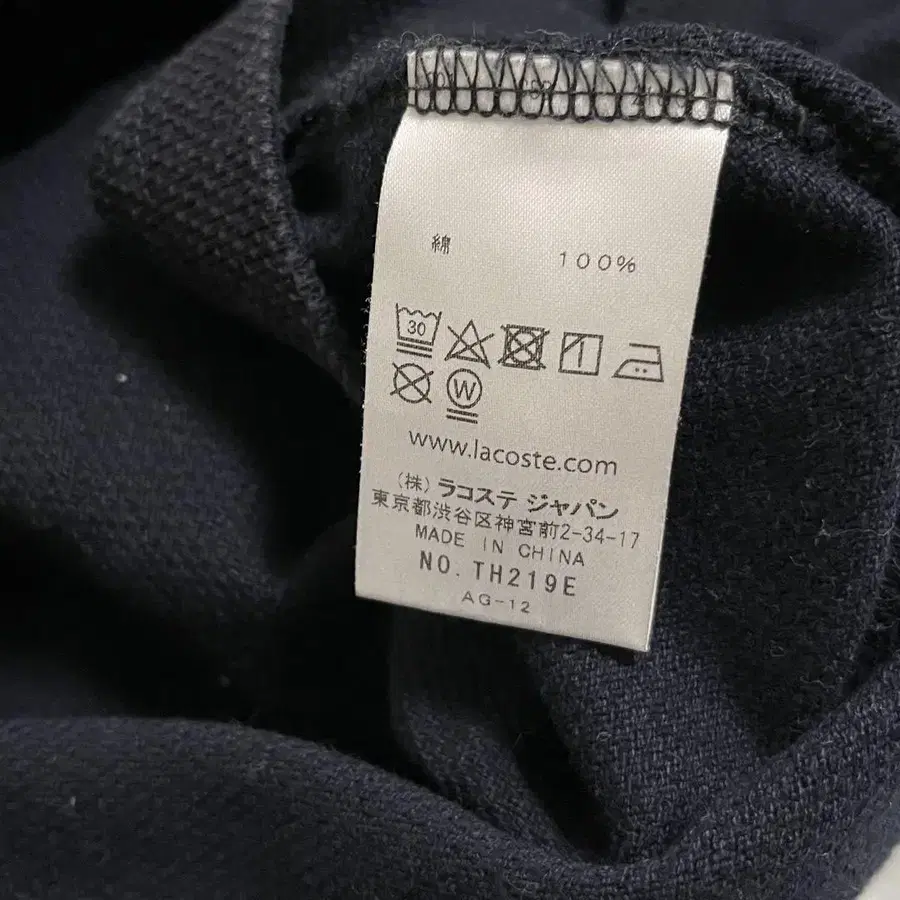 綿 100%
30
W
www.lacoste.com
(株) ラコステ ジャパン
東京都渋谷区神宮前2-34-17
MADE IN CHINA
NO. TH219E
AG-12